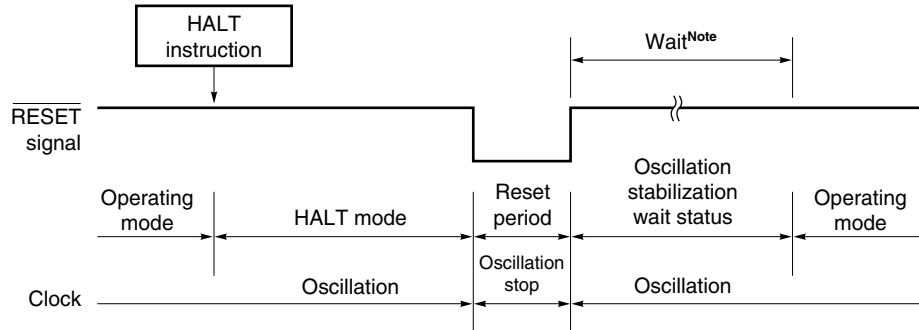 HALT
instruction
Wait Note
RESET
signal
Operating
mode
HALT mode
Reset
period
Oscillation
stabilization
wait status
Operating
mode
Clock
Oscillation
Oscillation
stop
Oscillation